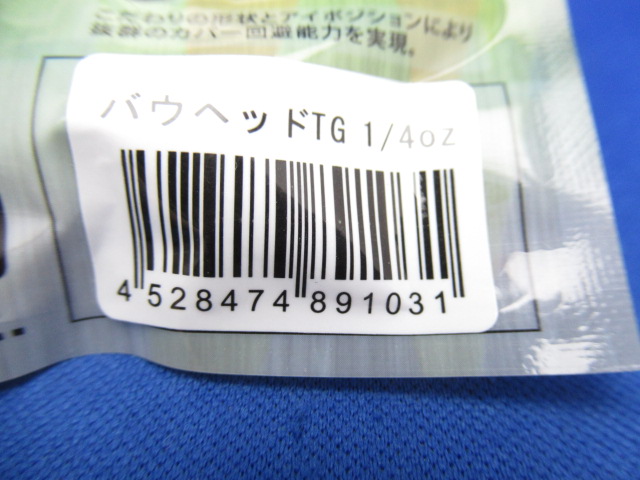 こだわりの形状とアイポジションにより
抜群のカバー回避能力を実現。
バウヘッドTG 1/4oz
4 528474 891031